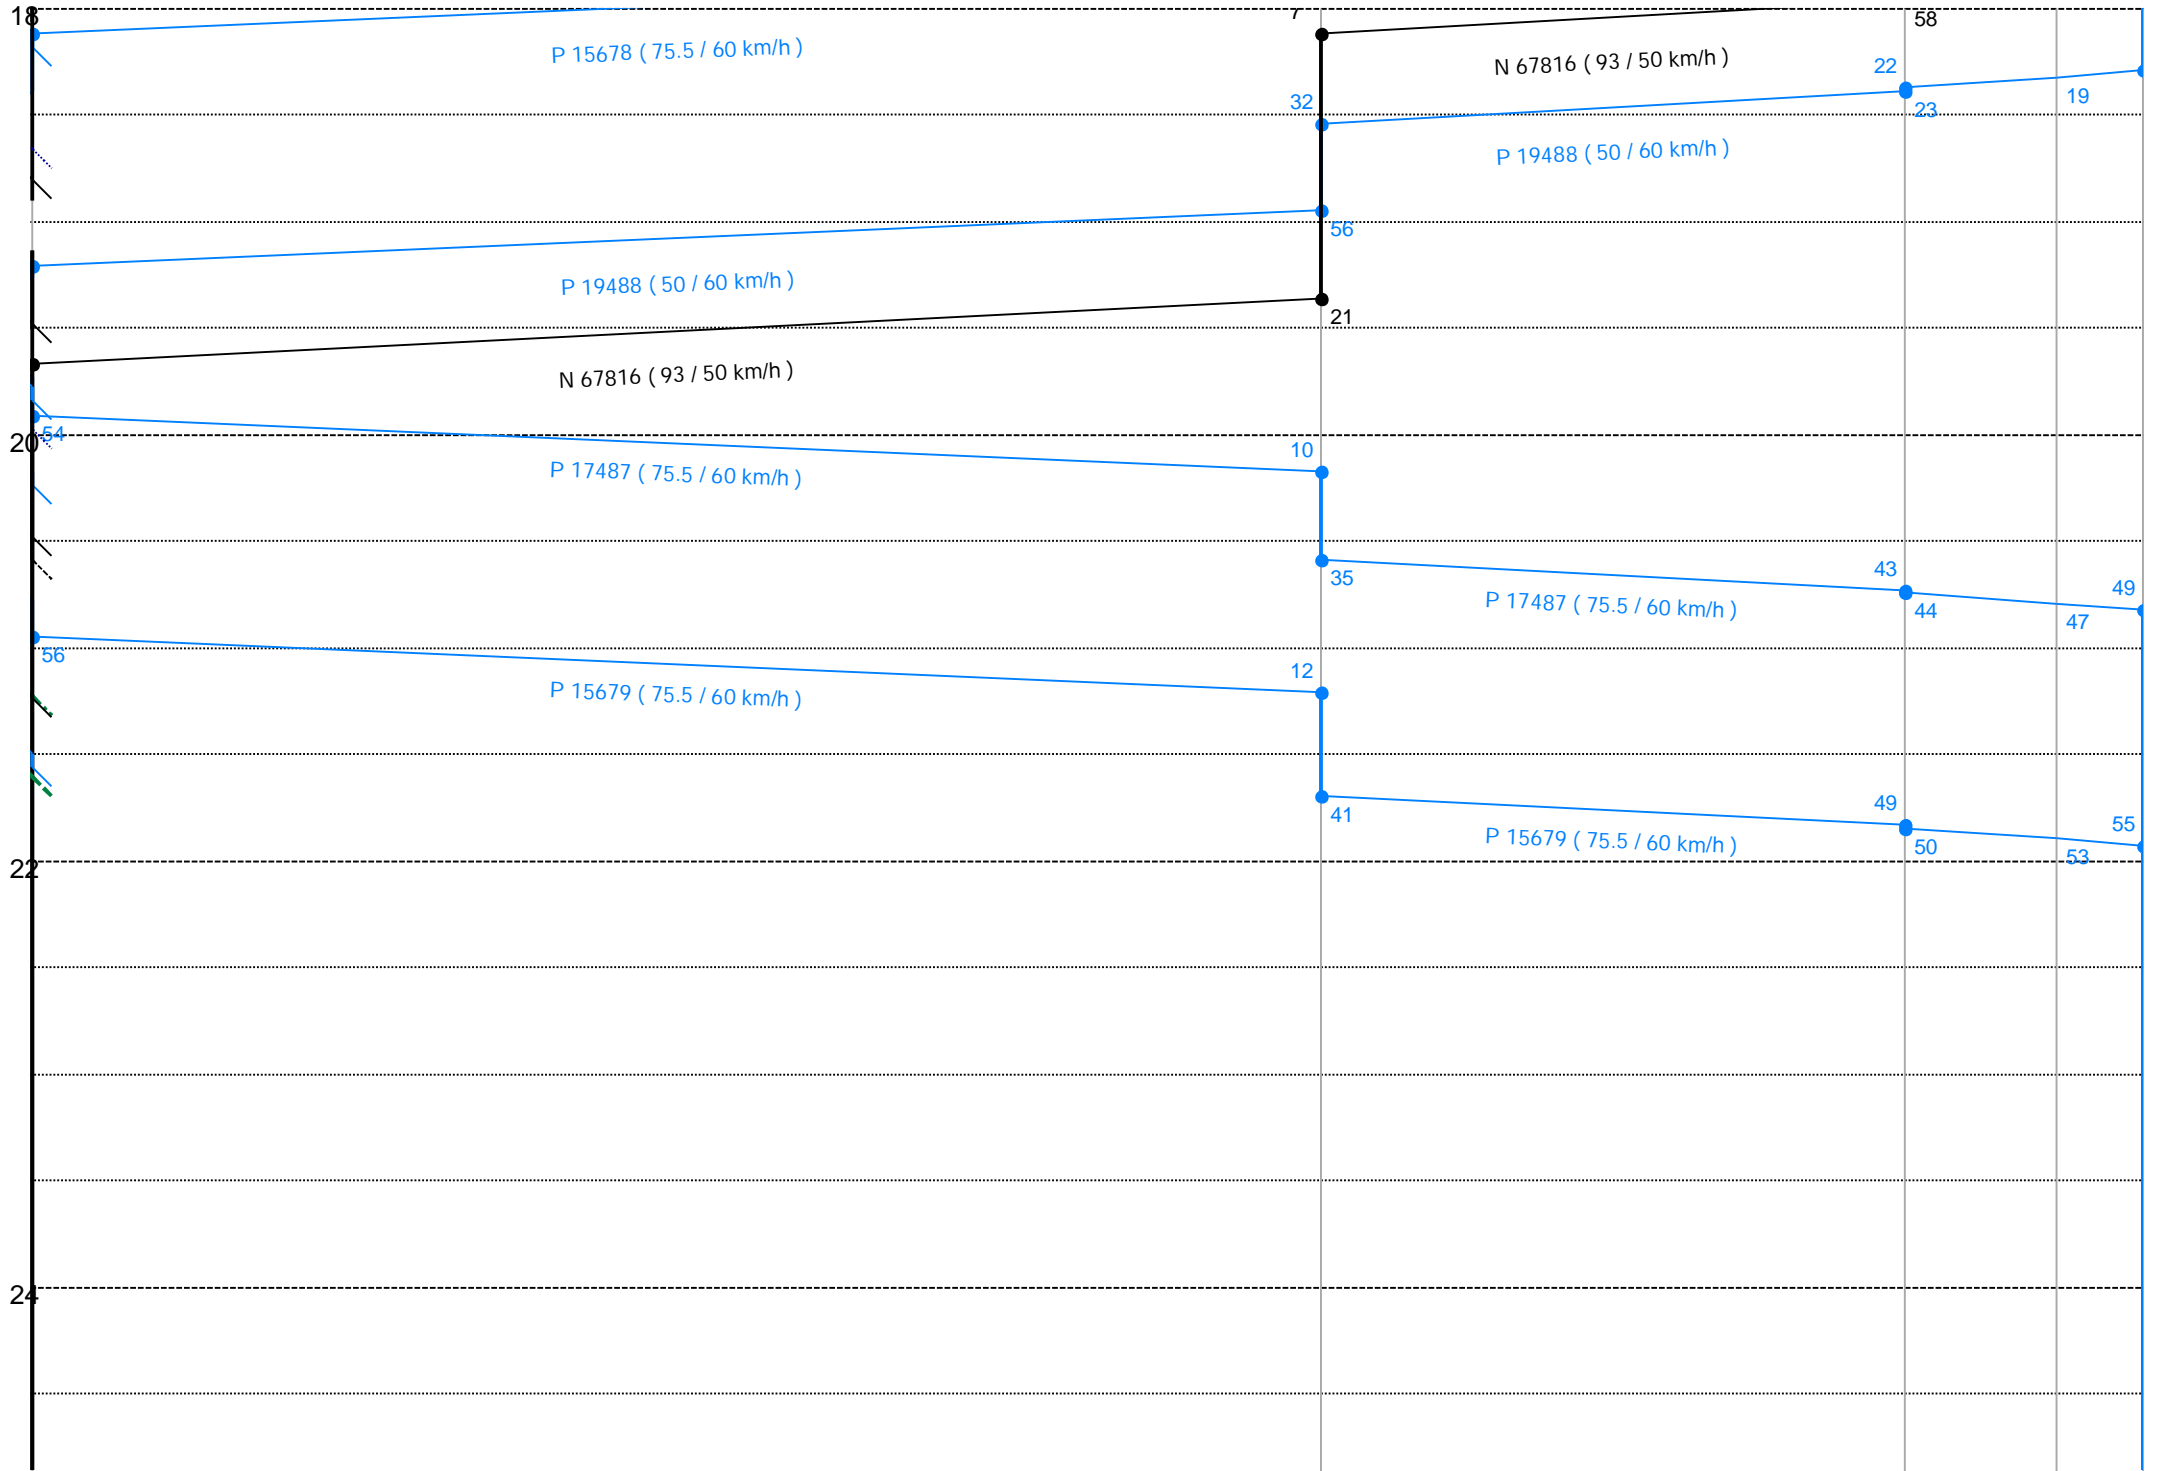 18
7
58
P 15678 ( 75.5 / 60 km/h )
N 67816 ( 93 / 50 km/h )
22
19
32
23
P 19488 ( 50 / 60 km/h )
56
P 19488 ( 50 / 60 km/h )
21
N 67816 ( 93 / 50 km/h )
54
20
10
P 17487 ( 75.5 / 60 km/h )
43
35
49
P 17487 ( 75.5 / 60 km/h )
44
47
56
12
P 15679 ( 75.5 / 60 km/h )
49
41
55
P 15679 ( 75.5 / 60 km/h )
50
53
22
24